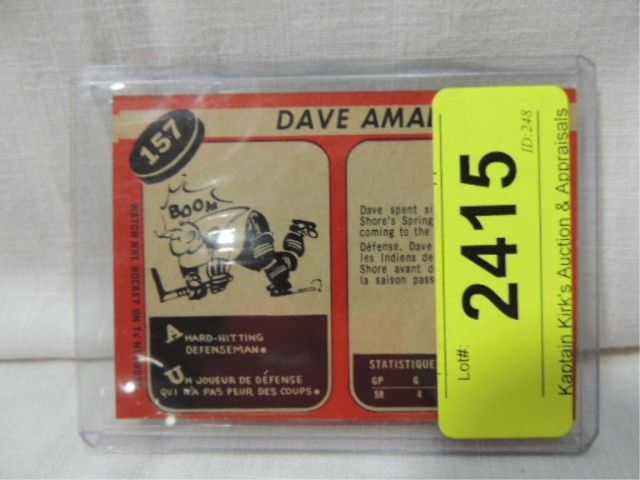 157
DAVE AMA
WATCH NHL HOCKEY ON TV
BOOM
A HARD-HITTING
DEFENSEMAN.
UN JOUEUR DE DÉFENSE
QUI N'A PAS PEUR DES COUPS.
Dave spent
Shore's Spring
coming to the
Défense. Dave
les Indiens de
Shore avant
la saison pass
STATISTIQUE
GP G
58 4
Lot#:
2415
ID:248
Kaptain Kirk's Auction & Appraisals